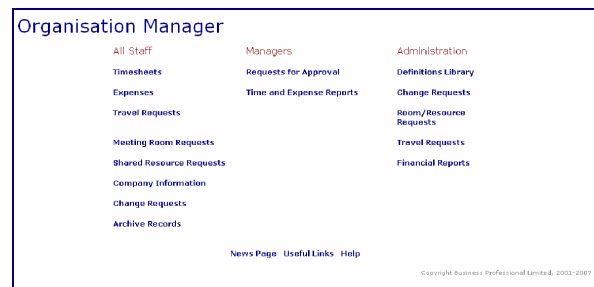 Organisation Manager
All Staff Managers Administration
Timesheets Requests for Approval Definitions Library
Expenses Time and Expense Reports Change Requests
Travel Requests Room/Resource
Requests
Meeting Room Requests Travel Requests
Shared Resource Requests Financial Reports
Company Information
Change Requests
Archive Records
News Page Useful Links Help
Copyright Business Professional Limited, 2001-2007